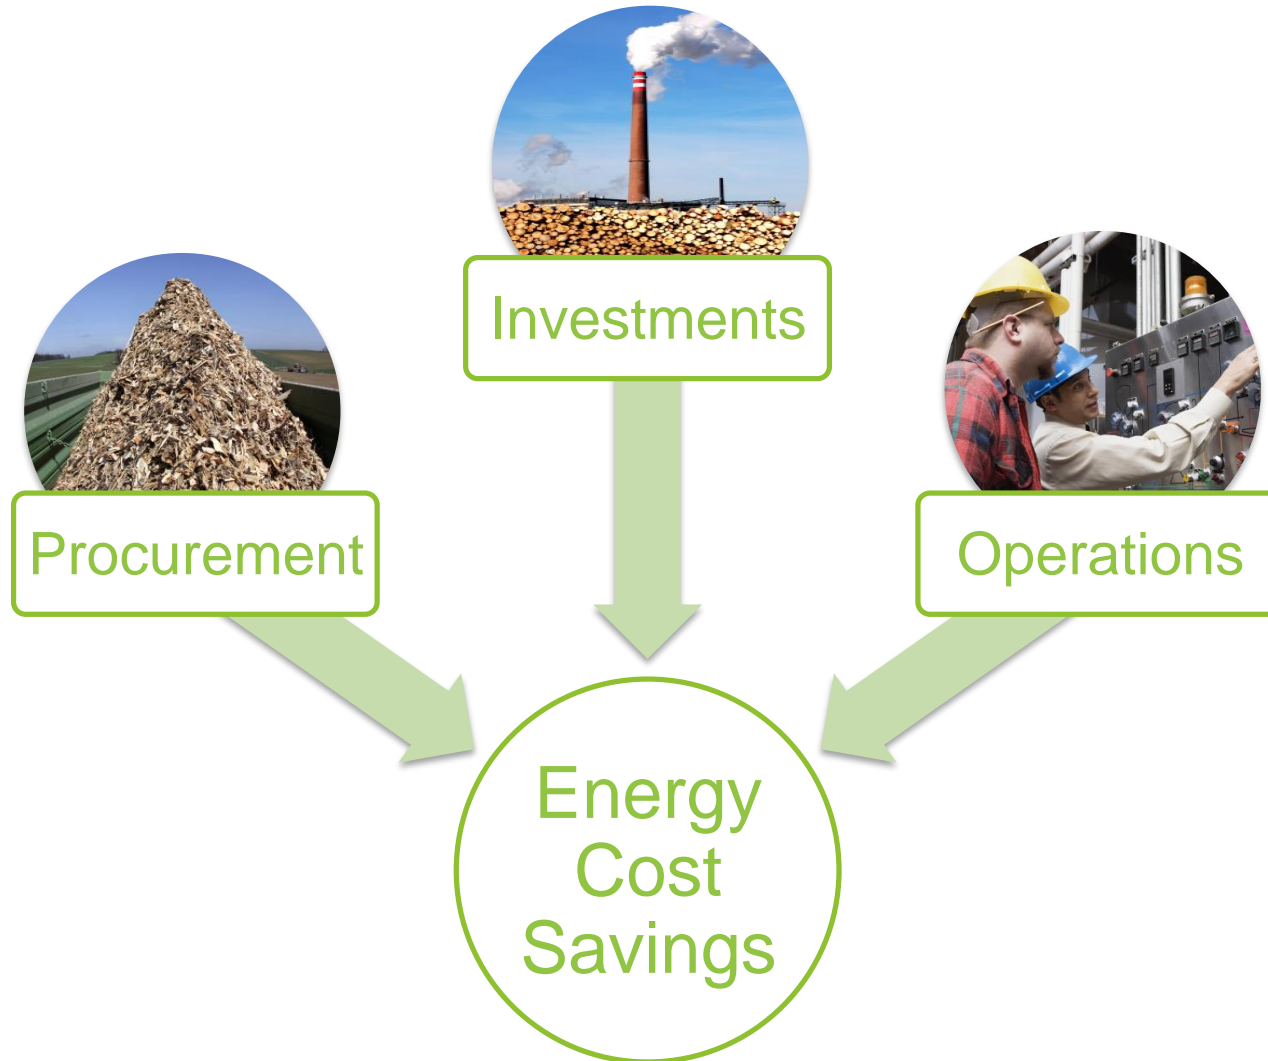 Investments
Procurement
Operations
Energy
Cost
Savings